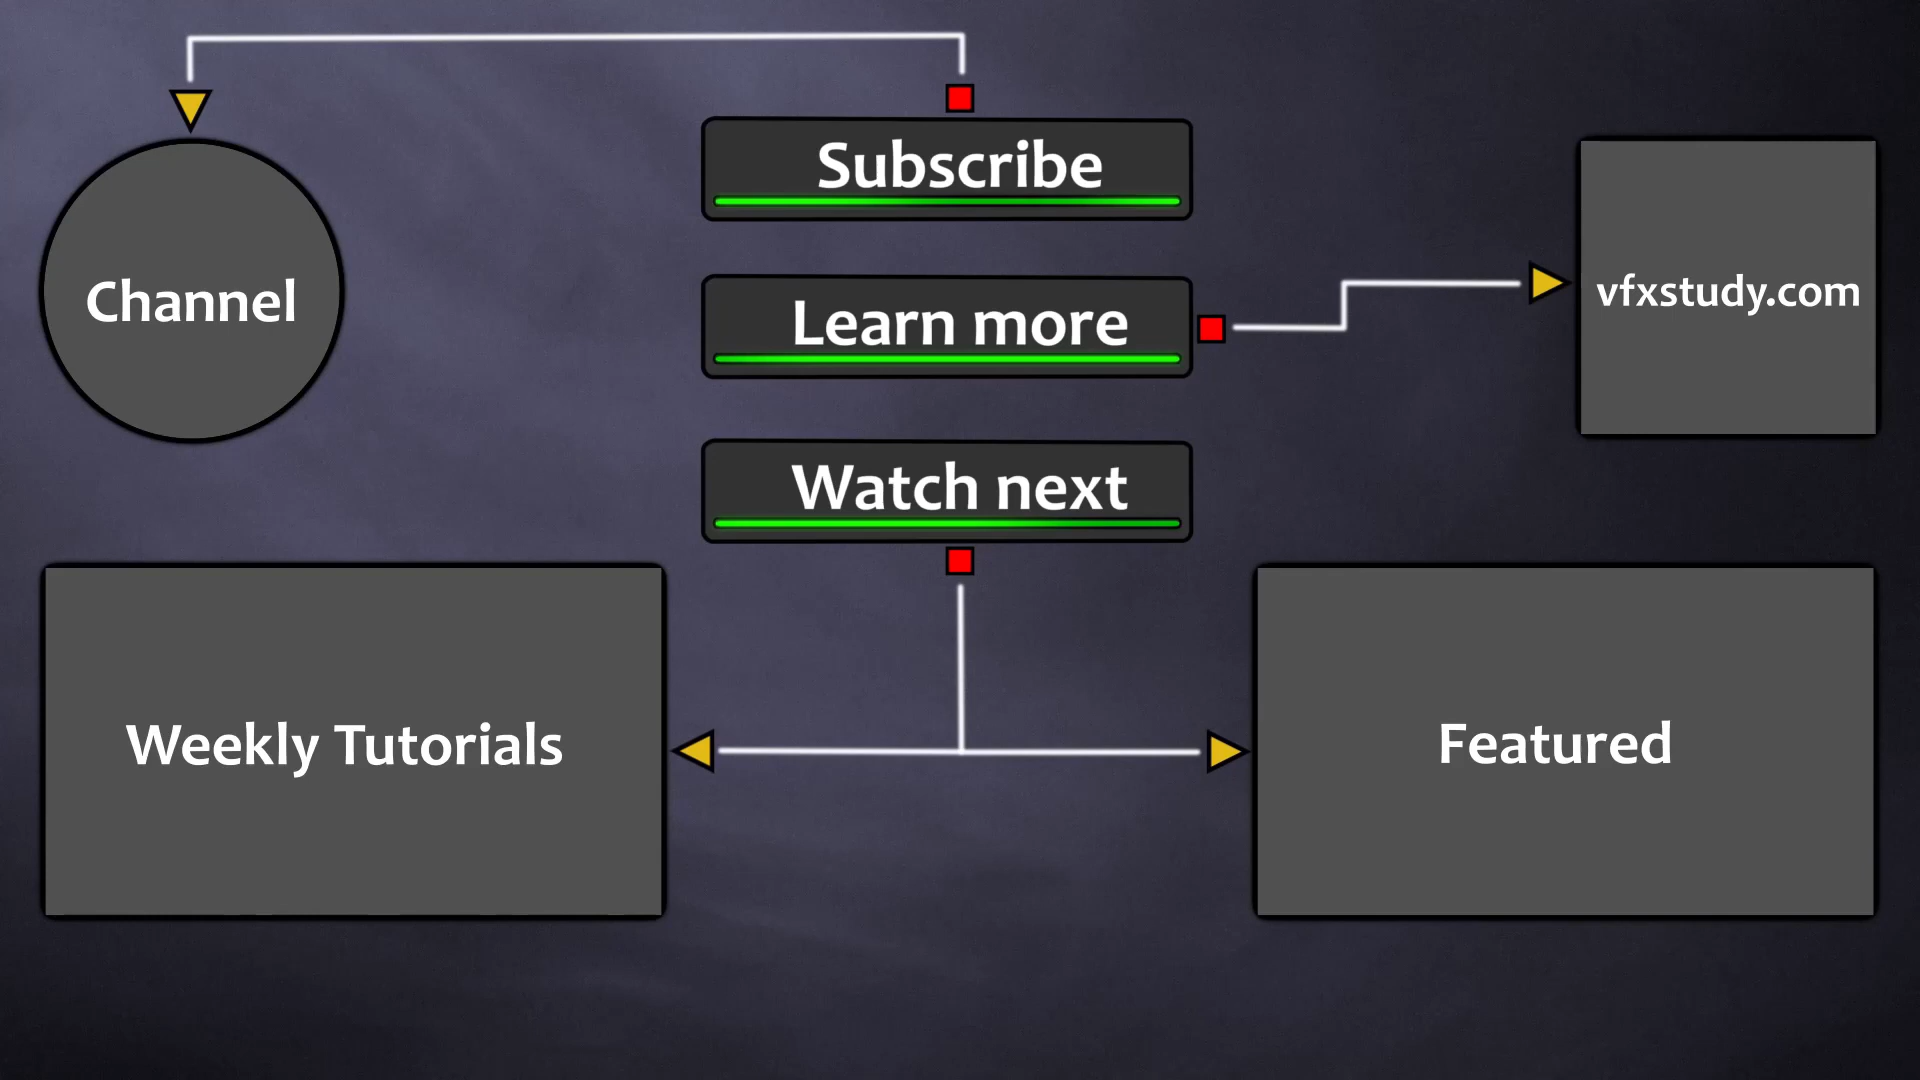 Subscribe
Channel
Learn more
vfxstudy.com
Watch next
Weekly Tutorials
Featured